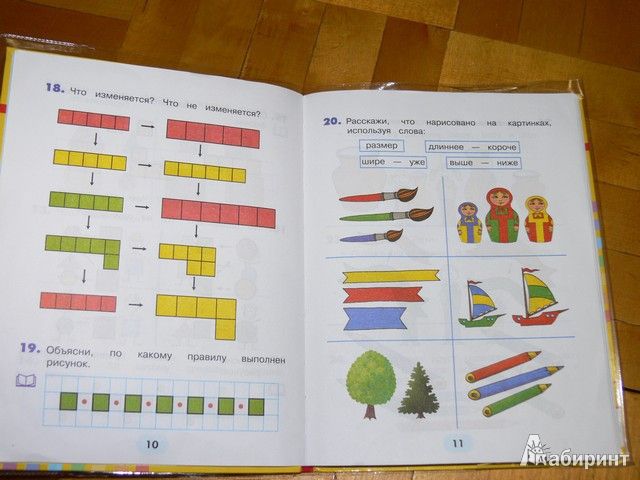 18. Что изменяется? Что не изменяется?
19. Объясни, по какому правилу выполнен
рисунок.
10
20. Расскажи, что нарисовано на картинках,
используя слова:
размер
длиннее — короче
шире — уже
выше — ниже
11
Лабиринт